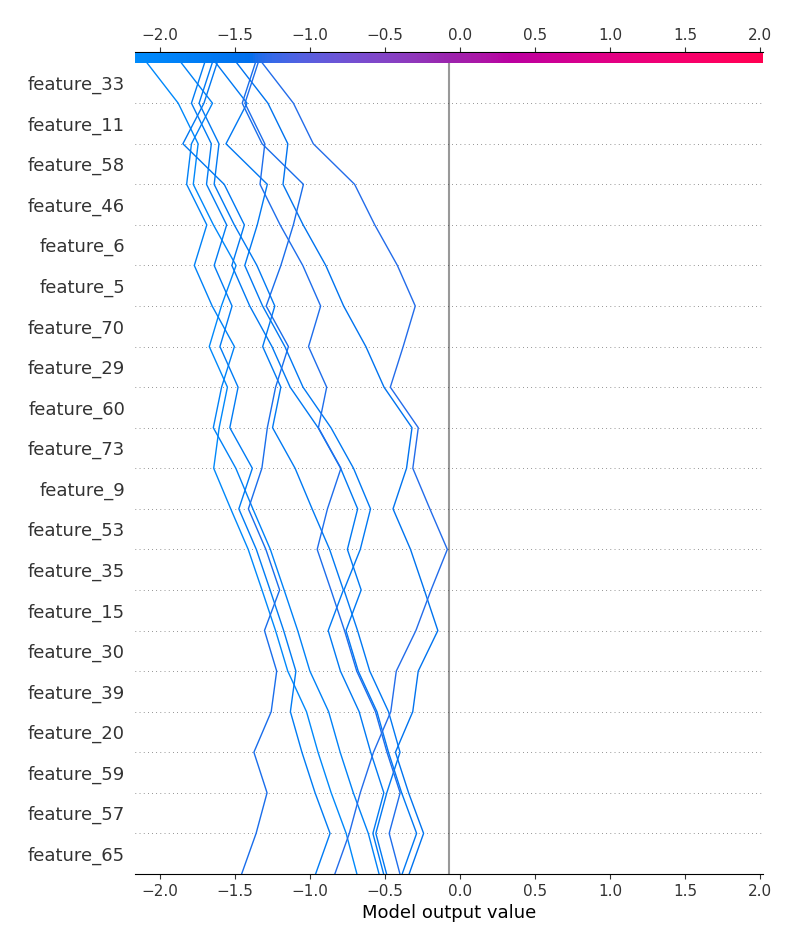 −2.0 −1.5 −1.0 −0.5 0.0 0.5 1.0 1.5 2.0
feature_33
feature_11
feature_58
feature_46
feature_6
feature_5
feature_70
feature_29
feature_60
feature_73
feature_9
feature_53
feature_35
feature_15
feature_30
feature_39
feature_20
feature_59
feature_57
feature_65
−2.0 −1.5 −1.0 −0.5 0.0 0.5 1.0 1.5 2.0
Model output value